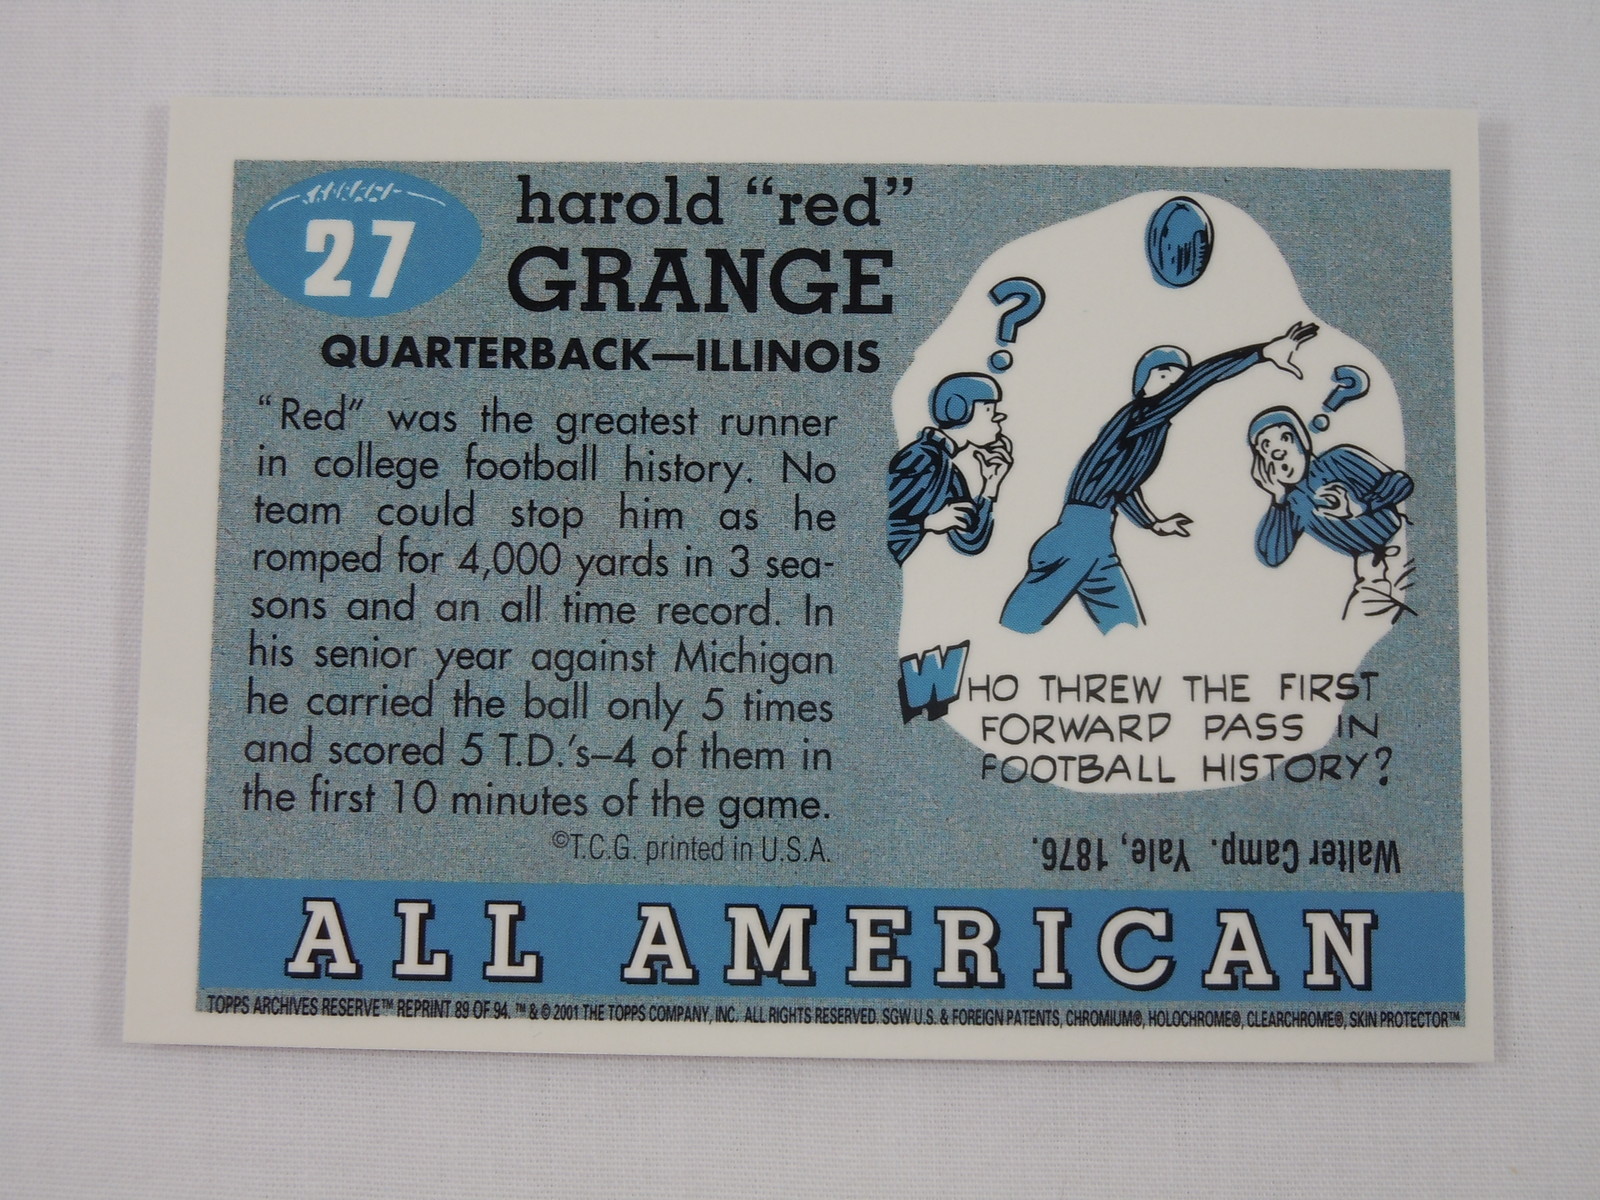 27
harold “red”
GRANGE
QUARTERBACK—ILLINOIS
“Red” was the greatest runner
in college football history. No
team could stop him as he
romped for 4,000 yards in 3 sea-
sons and an all time record. In
his senior year against Michigan
he carried the ball only 5 times
and scored 5 T.D.'s–4 of them in
the first 10 minutes of the game.
©T.C.G. printed in U.S.A.
?
?
WHO THREW THE FIRST
FORWARD PASS IN
FOOTBALL HISTORY?
Walter Camp. Yale, 1876.
ALL AMERICAN
TOPPS ARCHIVES RESERVE™ REPRINT 89 OF 94. ™ & © 2001 THE TOPPS COMPANY, INC. ALL RIGHTS RESERVED. SGW U.S. & FOREIGN PATENTS, CHROMIUM®, HOLOCHROME®, CLEARCHROME®, SKIN PROTECTOR™